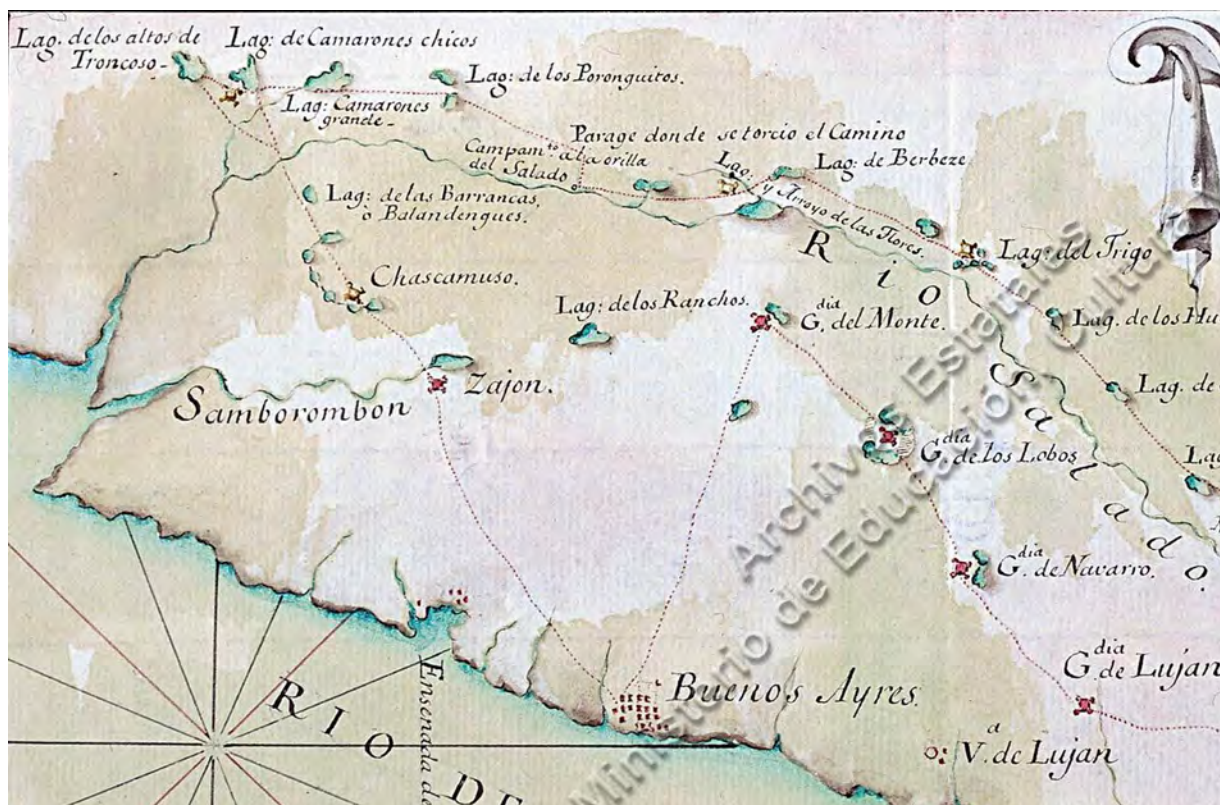 Lag. de los altos de
Troncoso-
Lag: de Camarones chicos
Lag: Camarones
grande-
Lag: de los Poronguitos.
Parage donde se torcio el Camino
Campam.to a la orilla
del Salado
Lag: y Arroyo de las Flores.
Lag: de Berbeze
Lag: de las Barrancas,
o Balandengues.
Rio Salado
Lag: del Trigo
Chascamuso.
Lag: de los Ranchos.
G.dia del Monte.
Lag. de los Hu
Lag. de
Zajon.
Samborombon
G.dia de los Lobos
Lag
G.dia de Navarro.
G.dia de Lujan
Buenos Ayres.
V.a de Lujan
Ensenada de
RIO DE
Archivos Estatales
Ministerio de Educación
Cultura